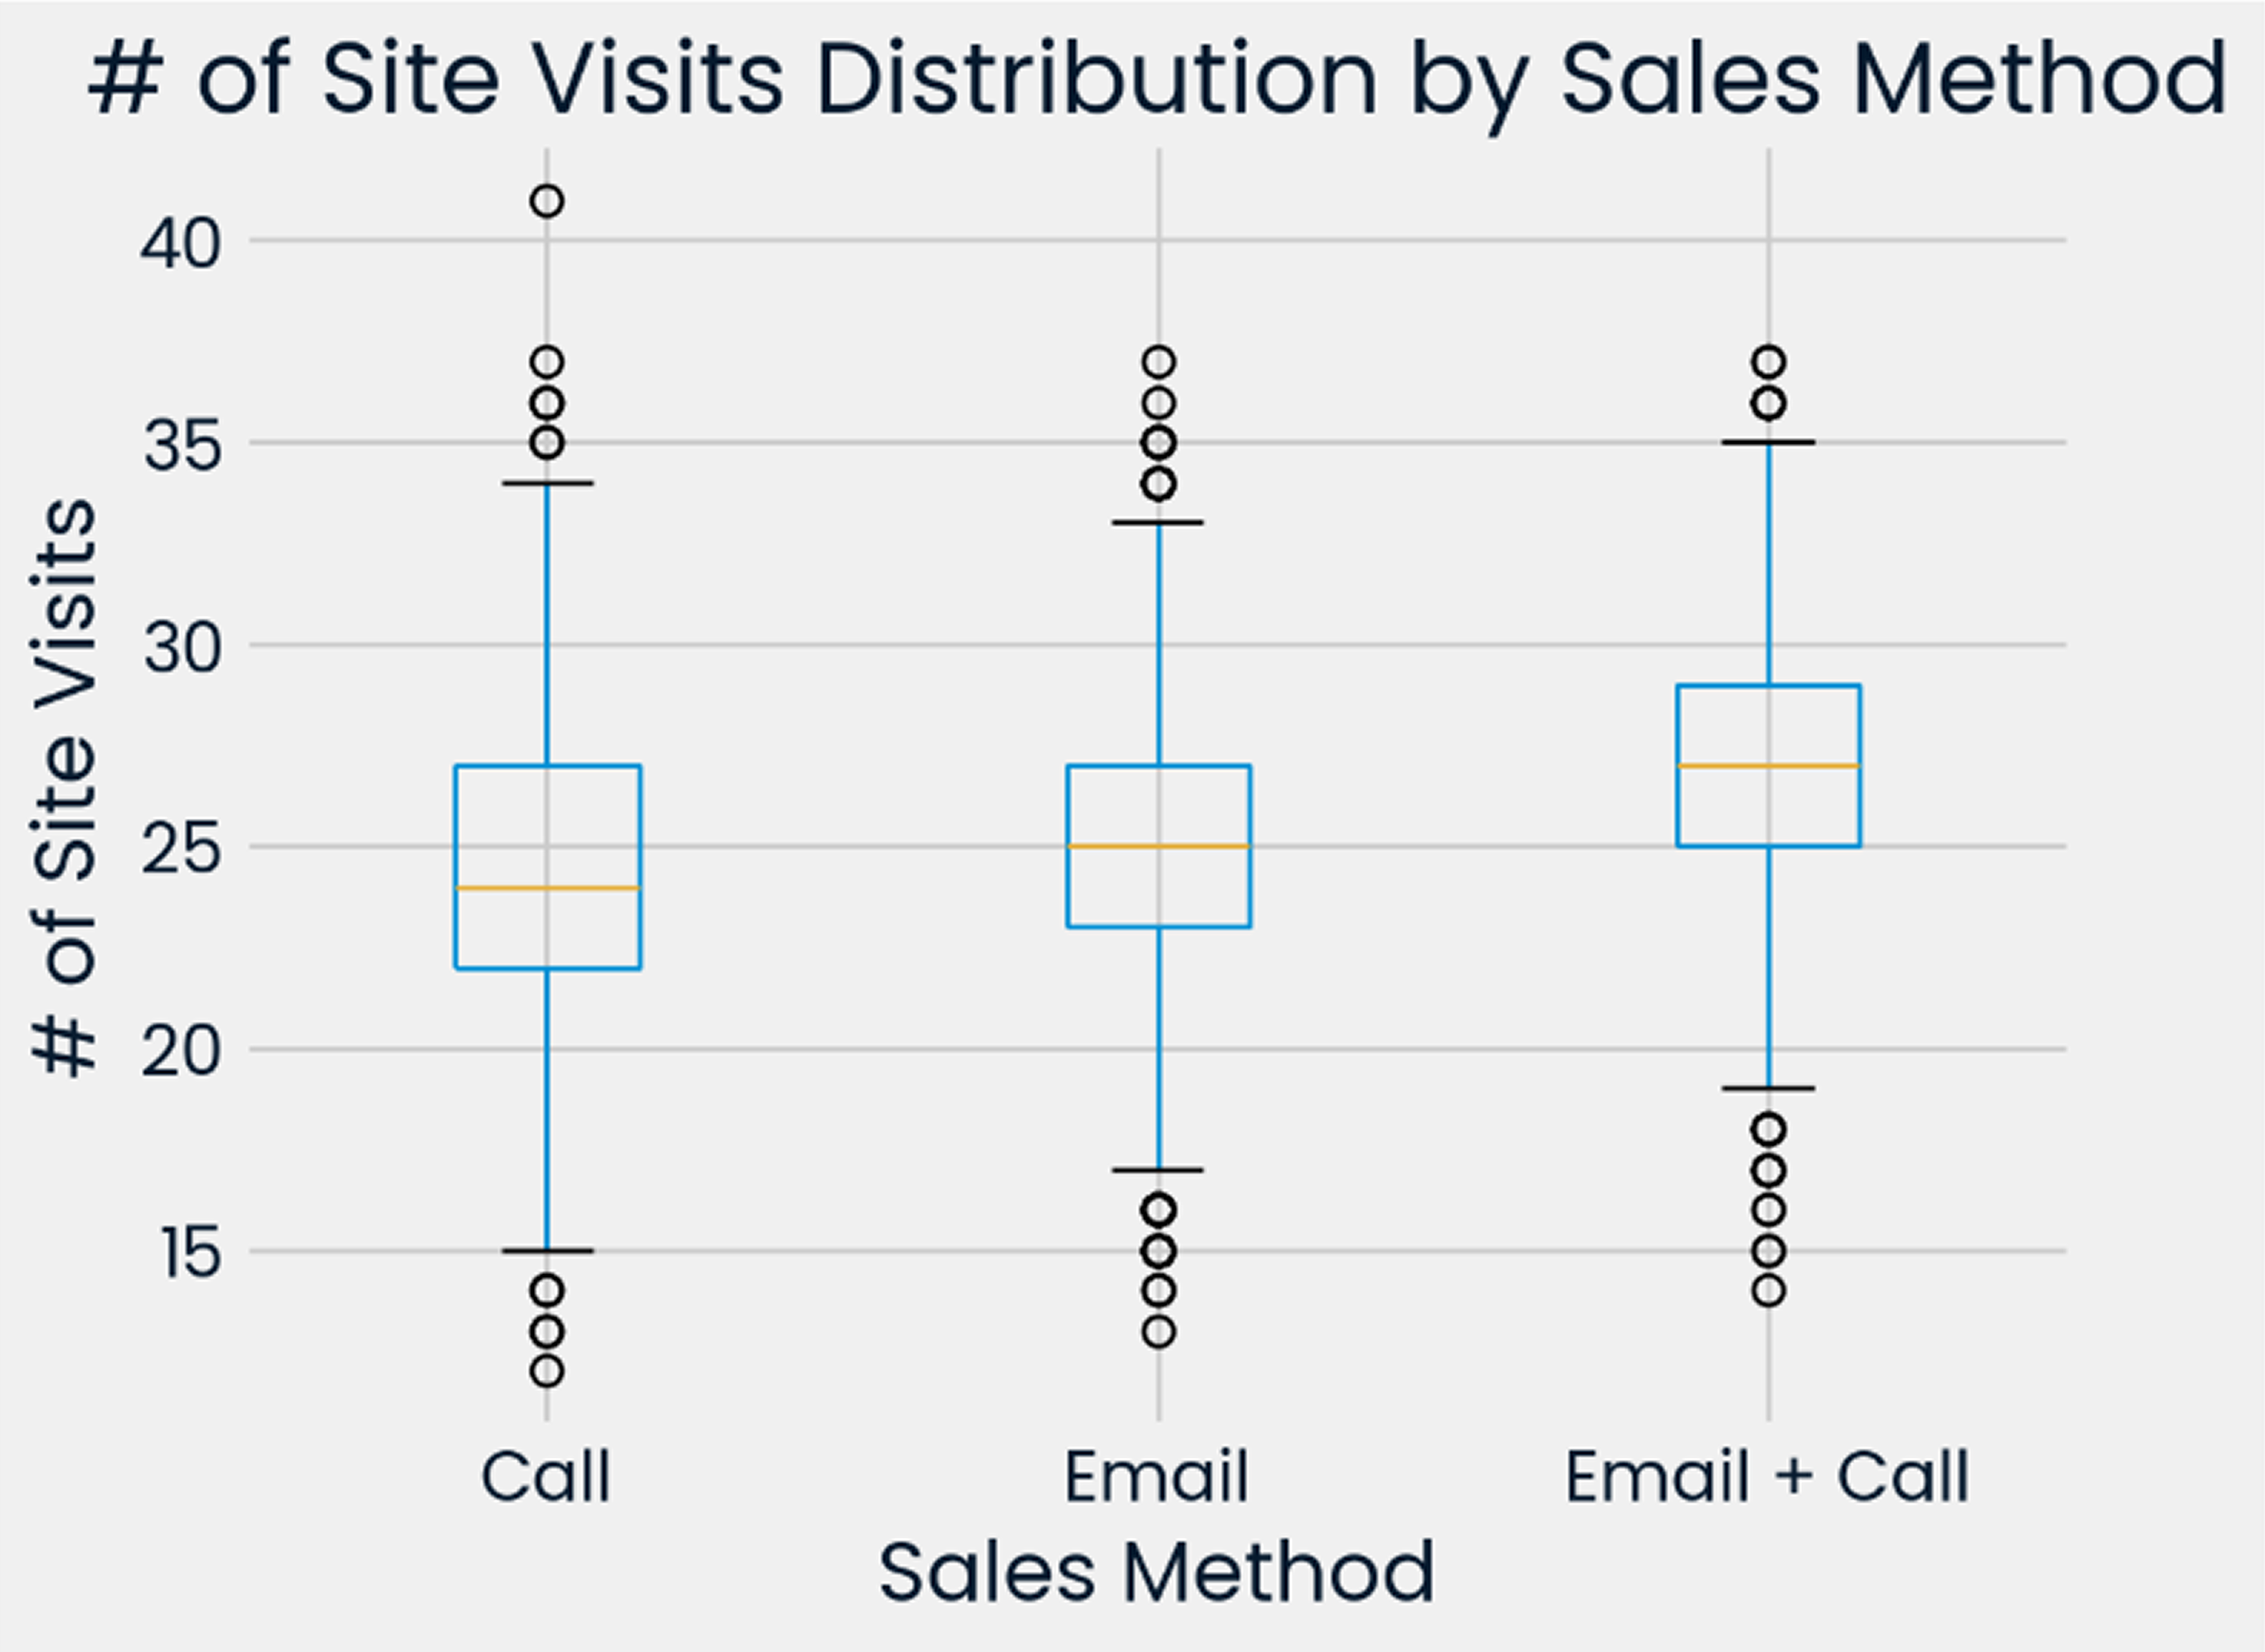 # of Site Visits Distribution by Sales Method
# of Site Visits
40
35
30
25
20
15
Call Email Email + Call
Sales Method